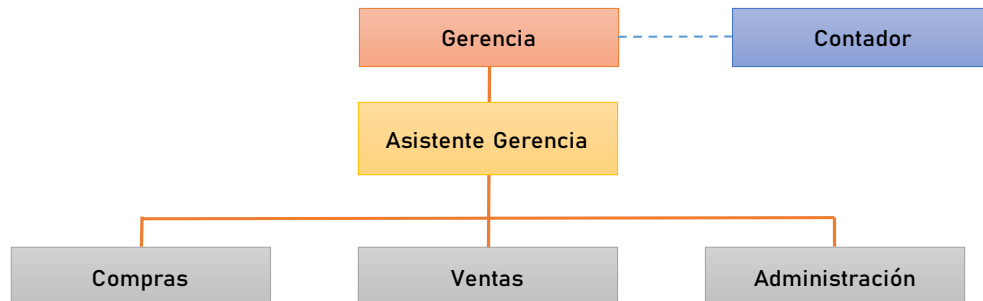 Gerencia
Contador
Asistente Gerencia
Compras
Ventas
Administración